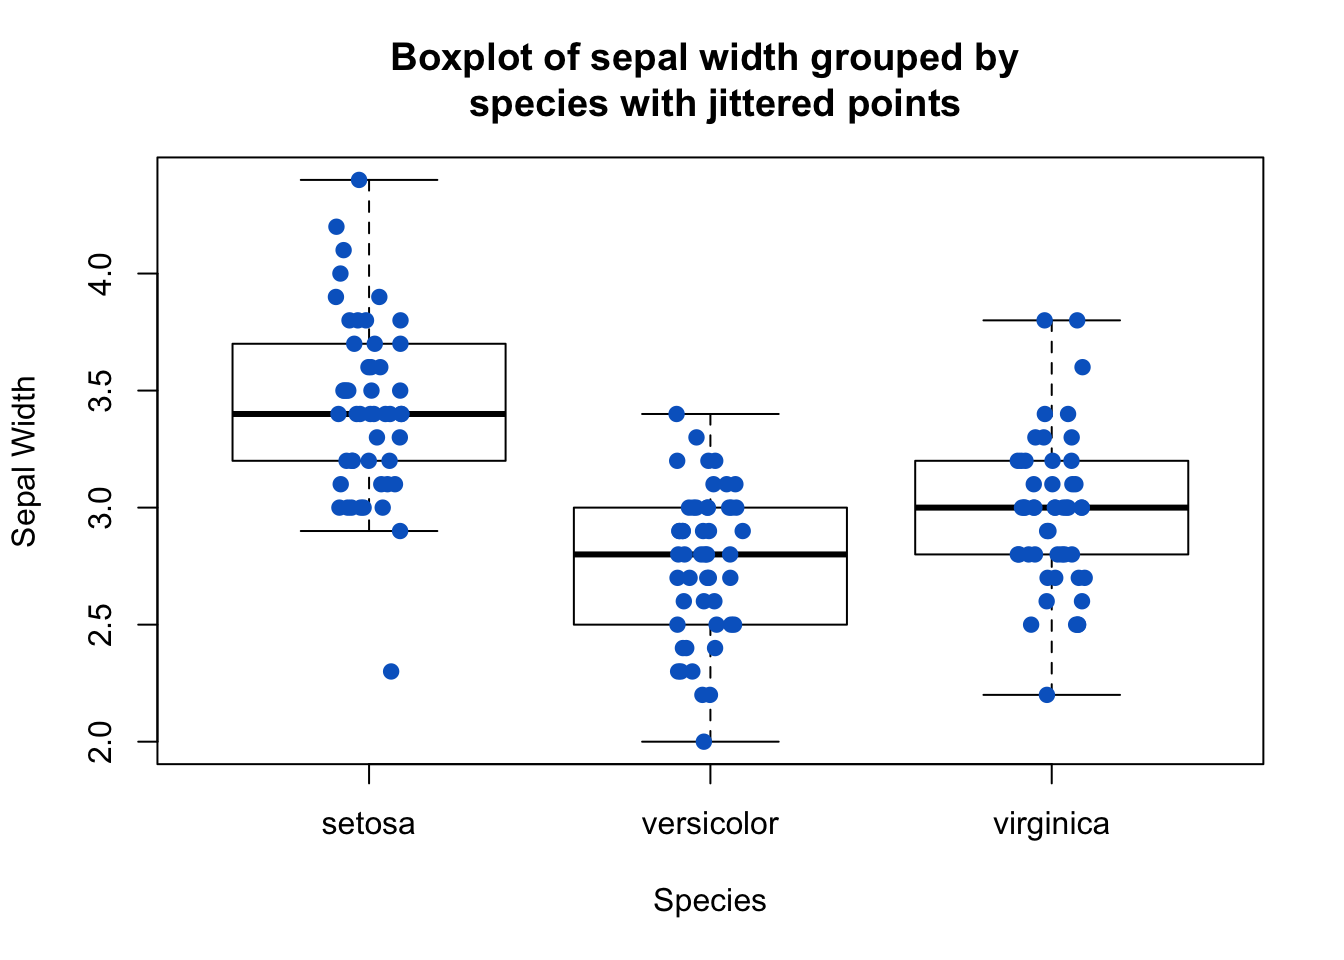 Boxplot of sepal width grouped by
species with jittered points
Sepal Width
4.0
3.5
3.0
2.5
2.0
setosa versicolor virginica
Species